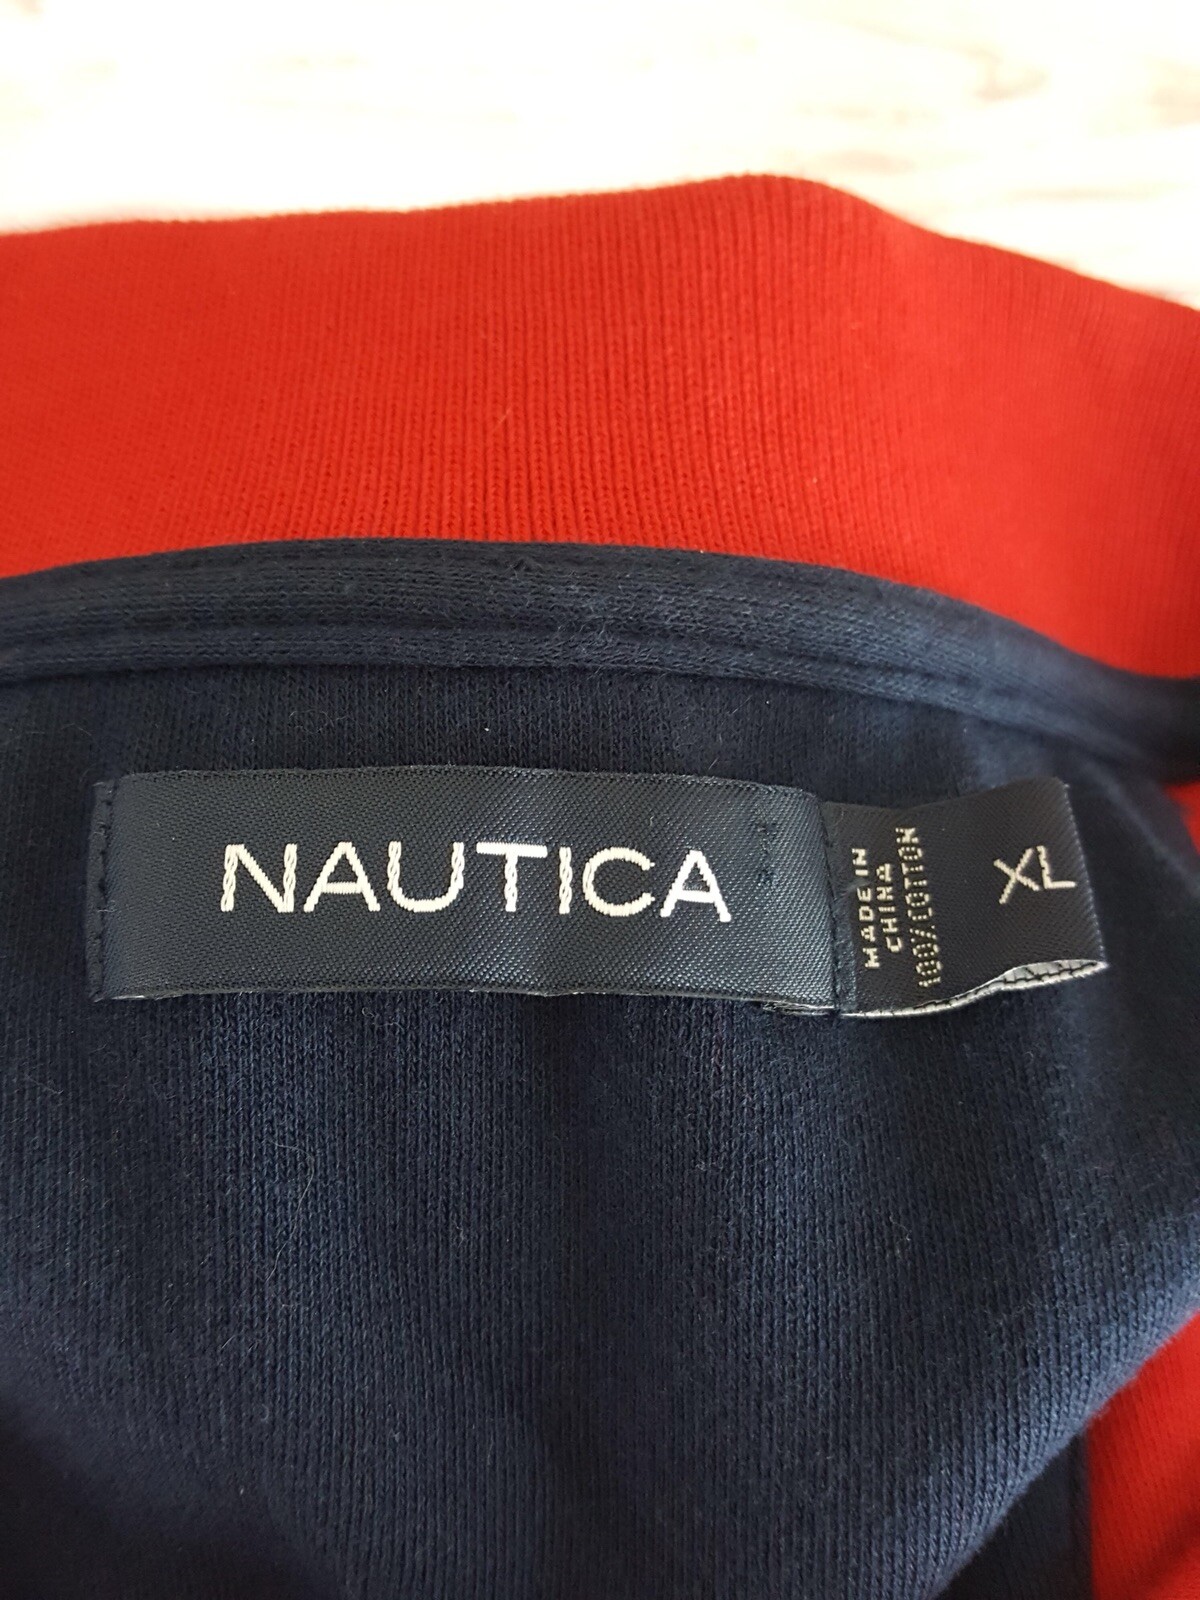 NAUTICA
MADE IN
CHINA
100% COTTON
XL